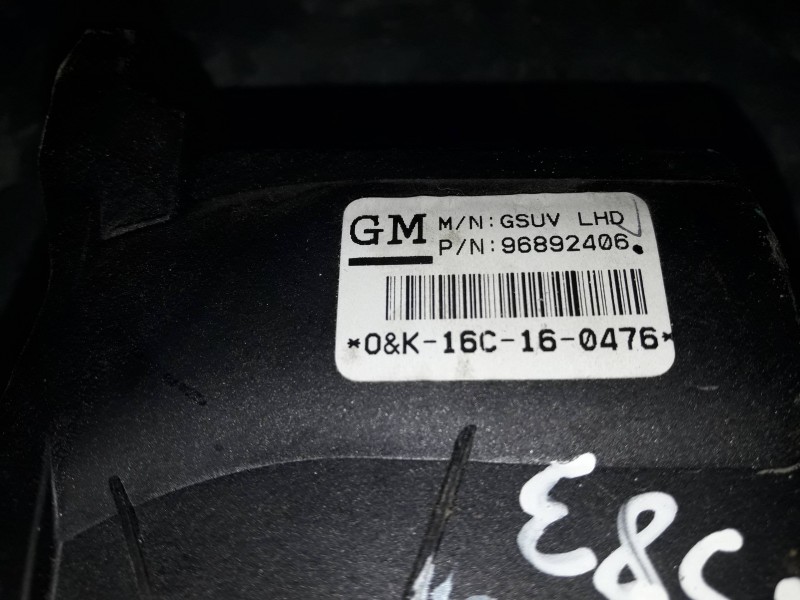 GM M/N:GSUV LHD
P/N:96892406.
*O&K-16C-16-0476*